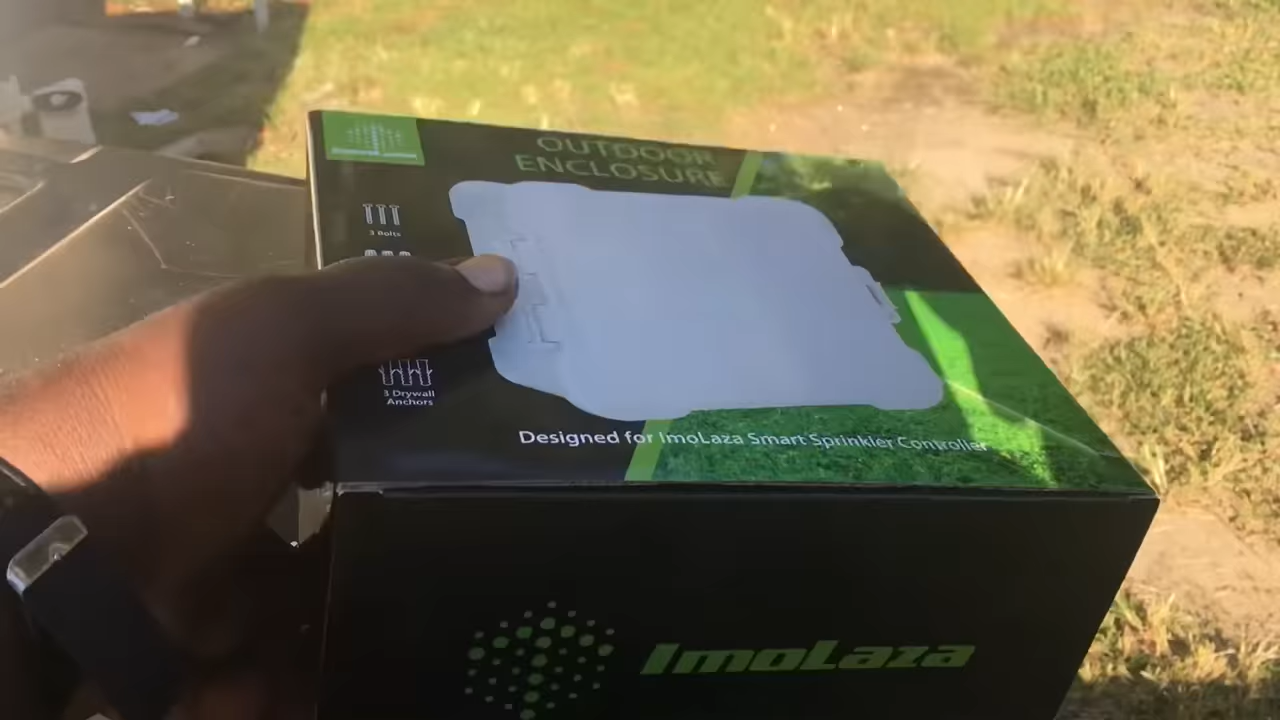 OUTDOOR
ENCLOSURE
3 Bolts
3 Drywall
Anchors
Designed for ImoLaza Smart Sprinkler Controller
ImoLaza